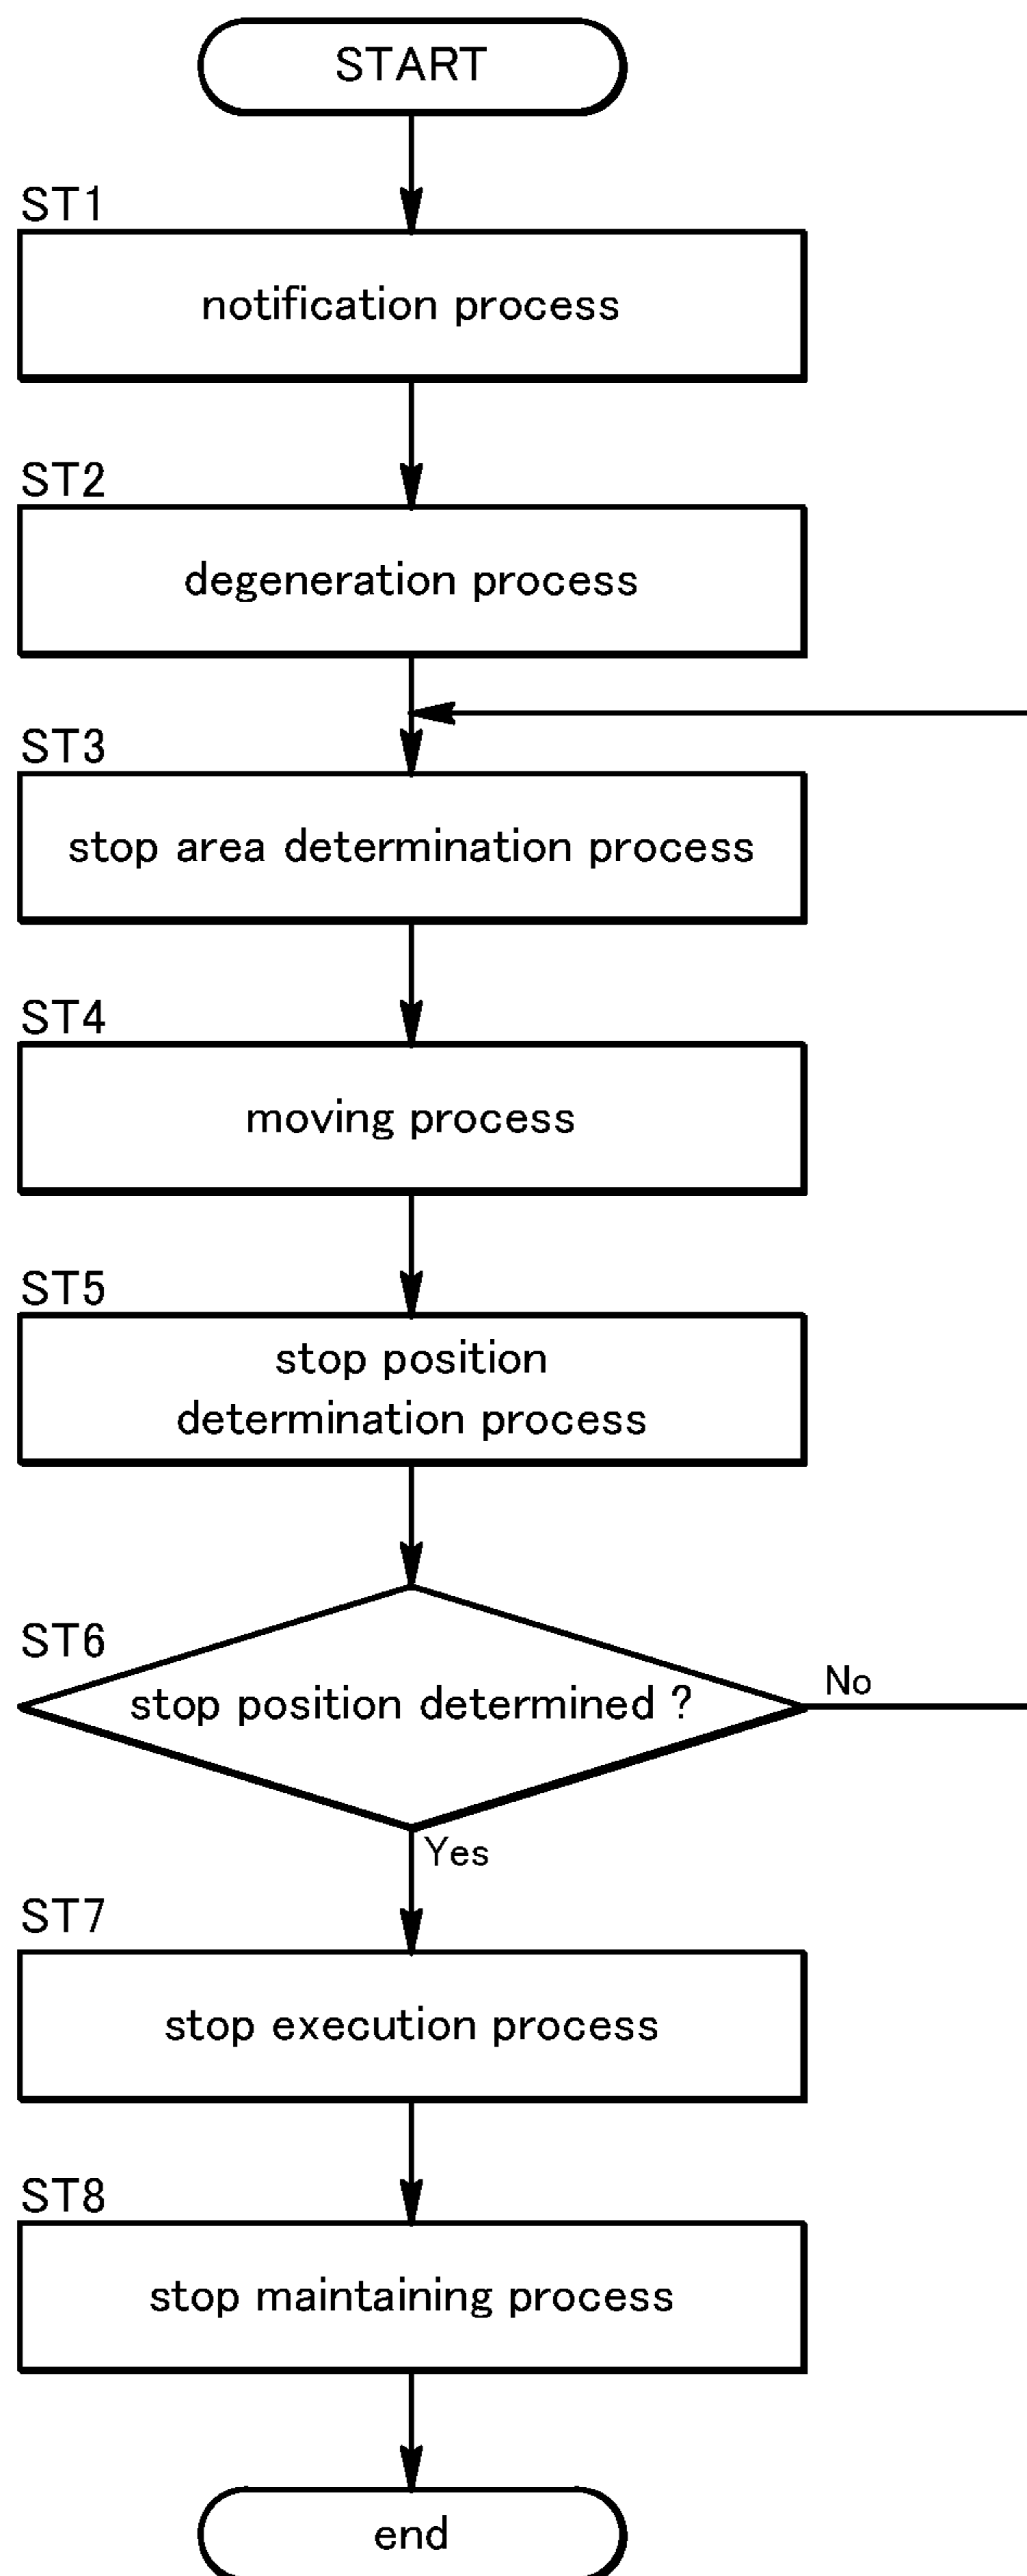 START
ST1
notification process
ST2
degeneration process
ST3
stop area determination process
ST4
moving process
ST5
stop position
determination process
ST6
stop position determined ?
No
Yes
ST7
stop execution process
ST8
stop maintaining process
end